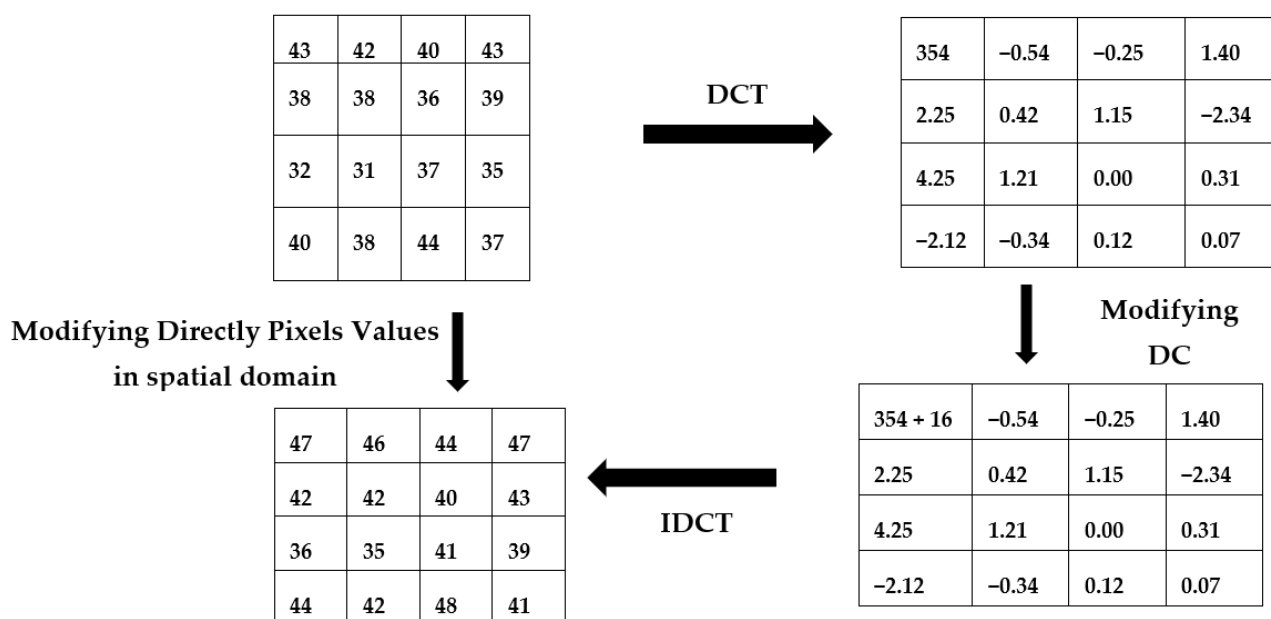 43 42 40 43
38 38 36 39
32 31 37 35
40 38 44 37
DCT
354 −0.54 −0.25 1.40
2.25 0.42 1.15 −2.34
4.25 1.21 0.00 0.31
−2.12 −0.34 0.12 0.07
Modifying Directly Pixels Values
in spatial domain
Modifying
DC
47 46 44 47
42 42 40 43
36 35 41 39
44 42 48 41
IDCT
354 + 16 −0.54 −0.25 1.40
2.25 0.42 1.15 −2.34
4.25 1.21 0.00 0.31
−2.12 −0.34 0.12 0.07